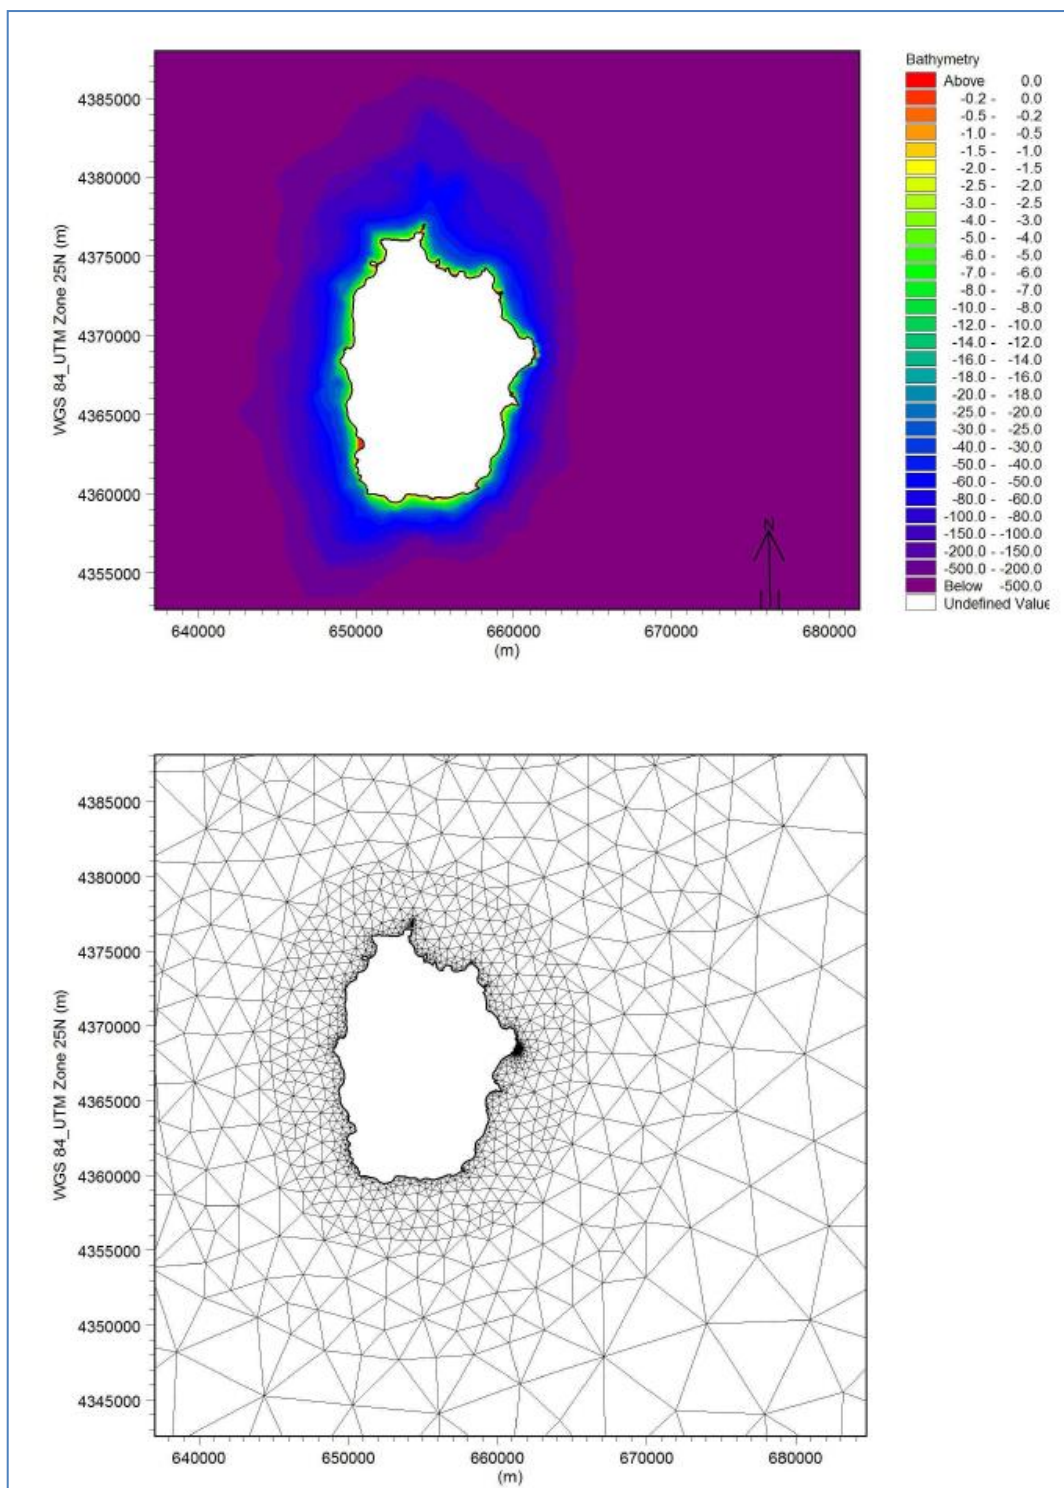 Bathymetry
Above 0.0
-0.2 - 0.0
-0.5 - -0.2
-1.0 - -0.5
-1.5 - -1.0
-2.0 - -1.5
-2.5 - -2.0
-3.0 - -2.5
-4.0 - -3.0
-5.0 - -4.0
-6.0 - -5.0
-7.0 - -6.0
-8.0 - -7.0
-10.0 - -8.0
-12.0 - -10.0
-14.0 - -12.0
-16.0 - -14.0
-18.0 - -16.0
-20.0 - -18.0
-25.0 - -20.0
-30.0 - -25.0
-40.0 - -30.0
-50.0 - -40.0
-60.0 - -50.0
-80.0 - -60.0
-100.0 - -80.0
-150.0 - -100.0
-200.0 - -150.0
-500.0 - -200.0
Below -500.0
Undefined Value
WGS 84_UTM Zone 25N (m)
4385000
4380000
4375000
4370000
4365000
4360000
4355000
N
640000 650000 660000 670000 680000
(m)
WGS 84_UTM Zone 25N (m)
4385000
4380000
4375000
4370000
4365000
4360000
4355000
4350000
4345000
640000 650000 660000 670000 680000
(m)